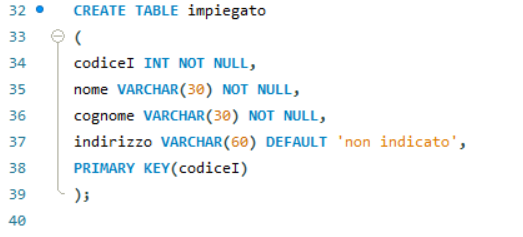 32 CREATE TABLE impiegato
33 (
34 codiceI INT NOT NULL,
35 nome VARCHAR(30) NOT NULL,
36 cognome VARCHAR(30) NOT NULL,
37 indirizzo VARCHAR(60) DEFAULT 'non indicato',
38 PRIMARY KEY(codiceI)
39 );
40